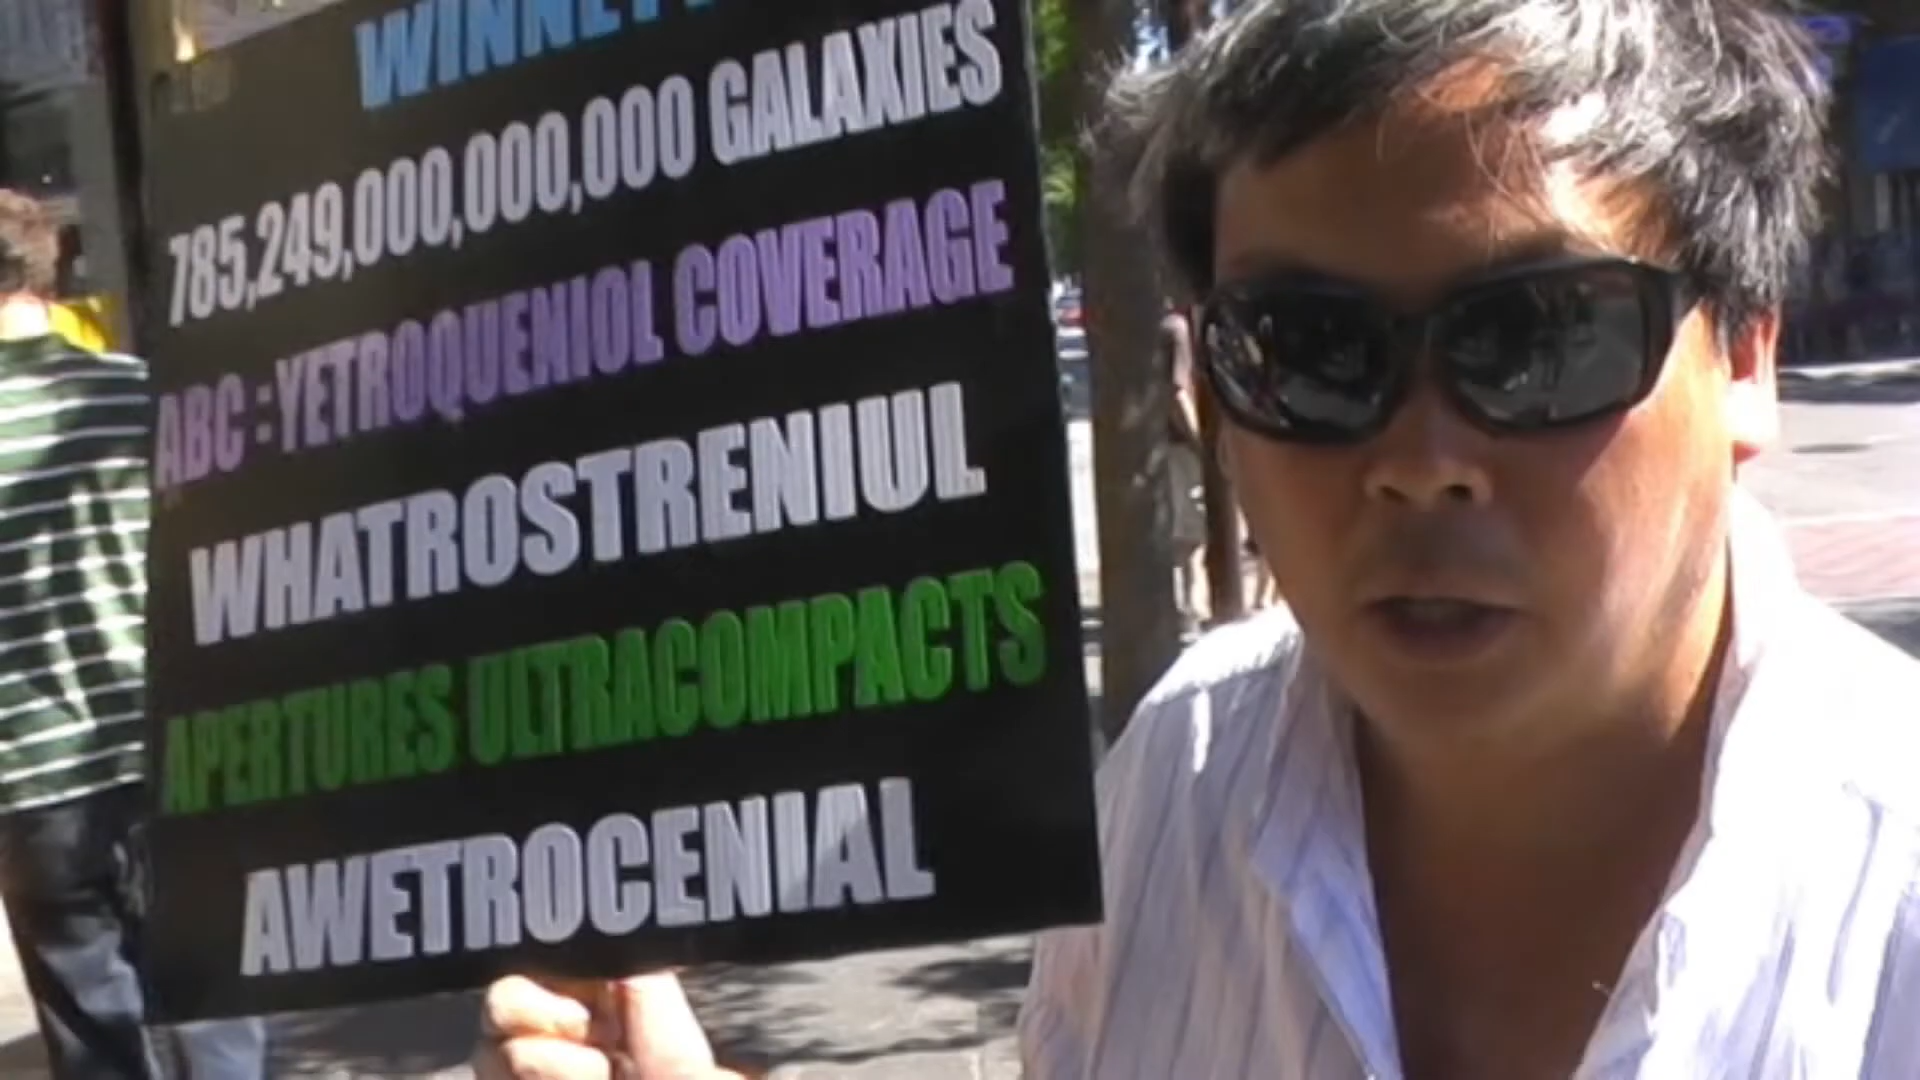 785,249,000,000,000 GALAXIES
ABC:YETROQUENIOL COVERAGE
WHATROSTRENIUL
APERTURES ULTRACOMPACTS
AWETROCENIAL